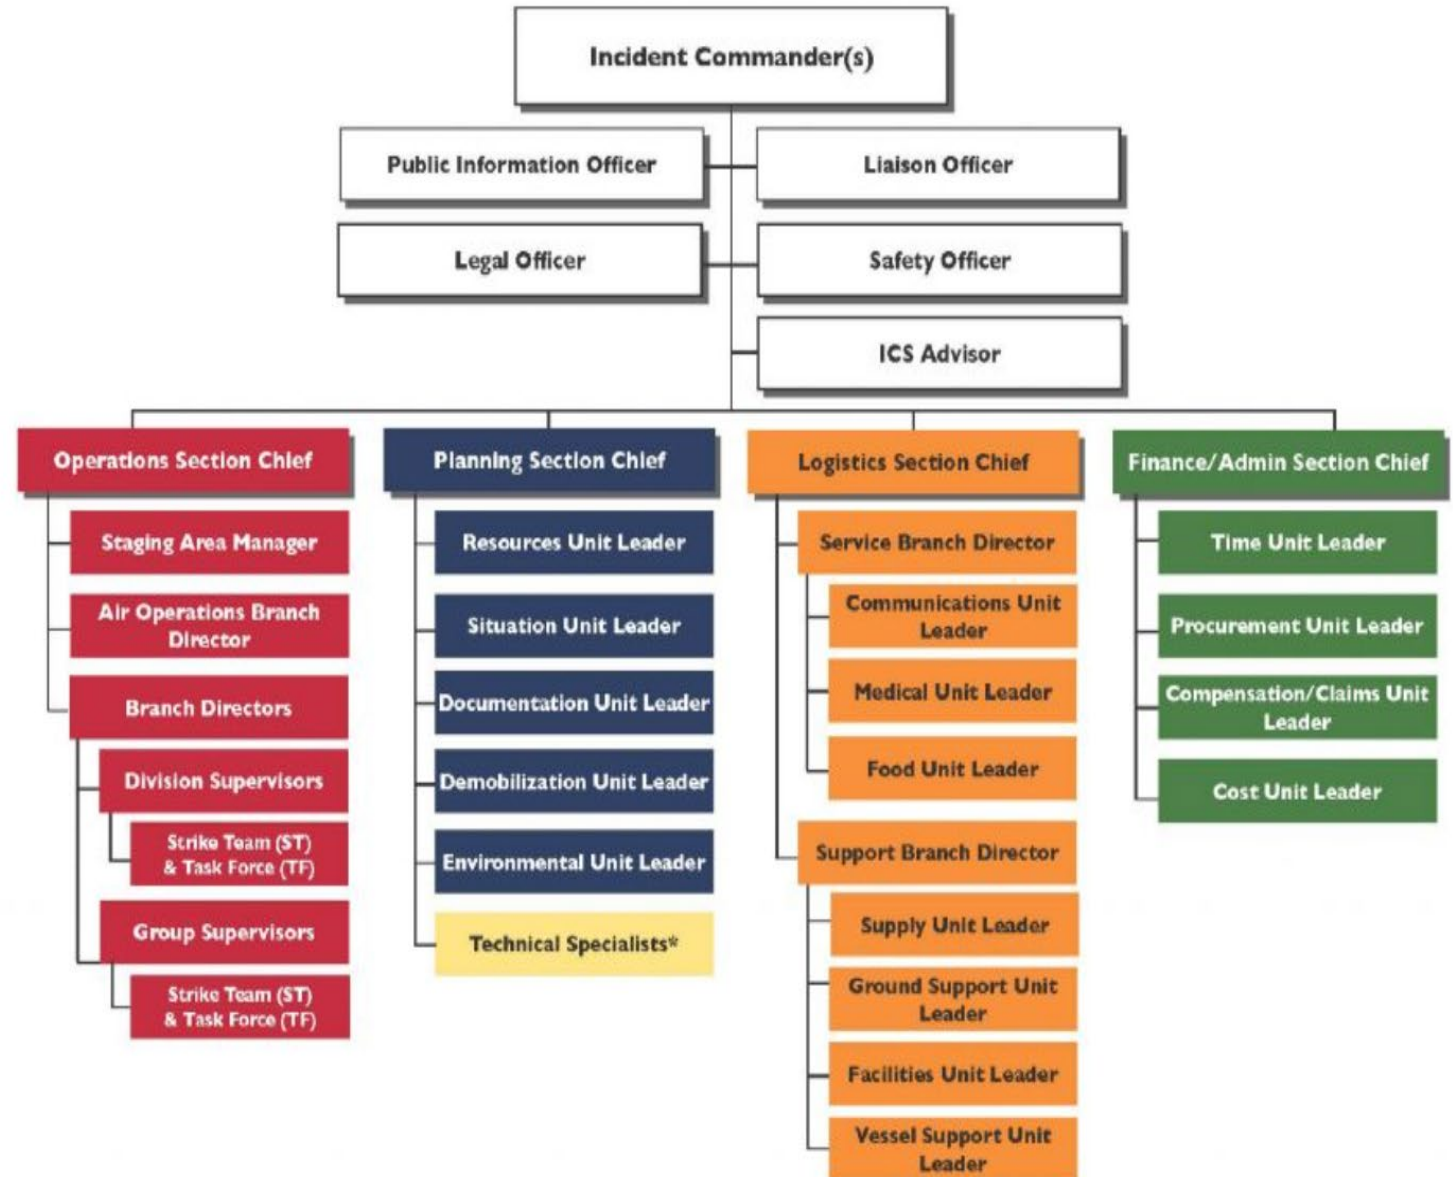 Incident Commander(s)
Public Information Officer
Liaison Officer
Legal Officer
Safety Officer
ICS Advisor
Operations Section Chief
Staging Area Manager
Air Operations Branch
Director
Branch Directors
Division Supervisors
Strike Team (ST)
& Task Force (TF)
Group Supervisors
Strike Team (ST)
& Task Force (TF)
Planning Section Chief
Resources Unit Leader
Situation Unit Leader
Documentation Unit Leader
Demobilization Unit Leader
Environmental Unit Leader
Technical Specialists*
Logistics Section Chief
Service Branch Director
Communications Unit
Leader
Medical Unit Leader
Food Unit Leader
Support Branch Director
Supply Unit Leader
Ground Support Unit
Leader
Facilities Unit Leader
Vessel Support Unit
Leader
Finance/Admin Section Chief
Time Unit Leader
Procurement Unit Leader
Compensation/Claims Unit
Leader
Cost Unit Leader